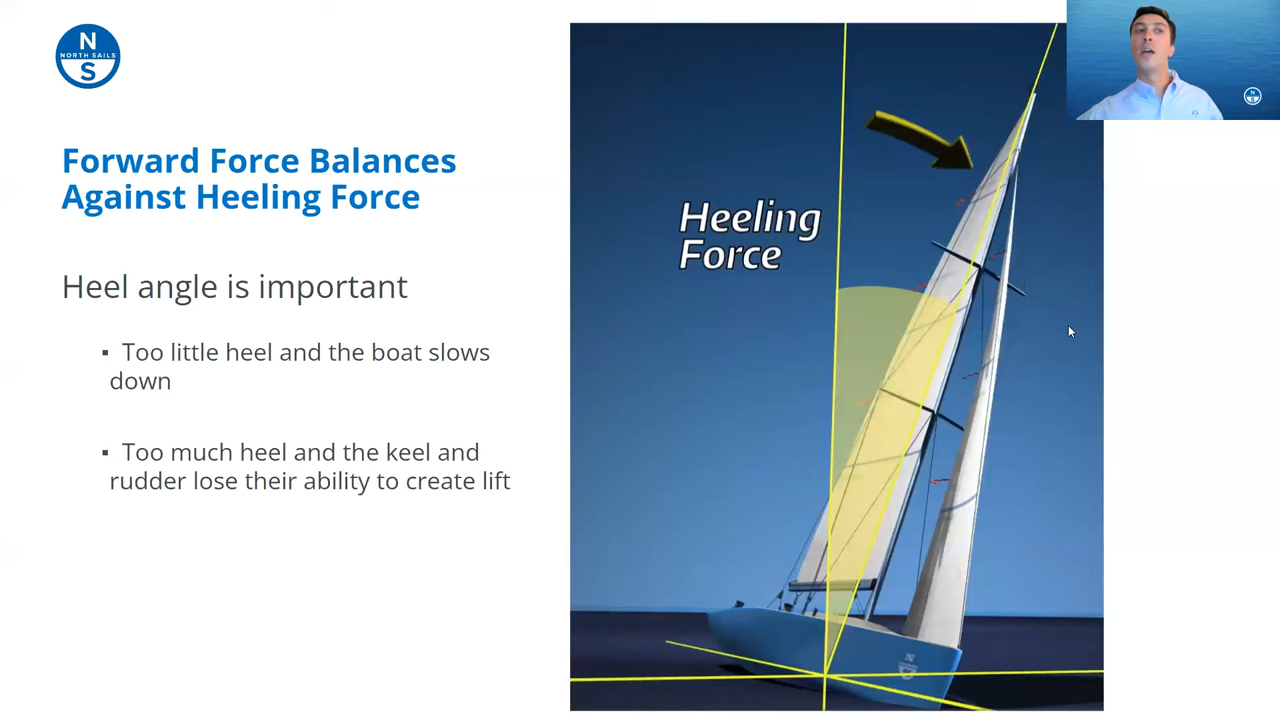 N
NORTH SAILS
S
Forward Force Balances
Against Heeling Force
Heel angle is important
▪ Too little heel and the boat slows
down
▪ Too much heel and the keel and
rudder lose their ability to create lift
Heeling
Force
N